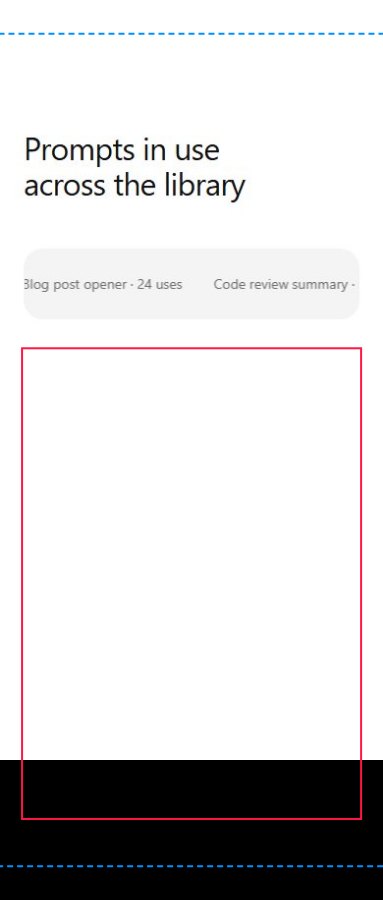 Prompts in use
across the library
Blog post opener · 24 uses Code review summary ·